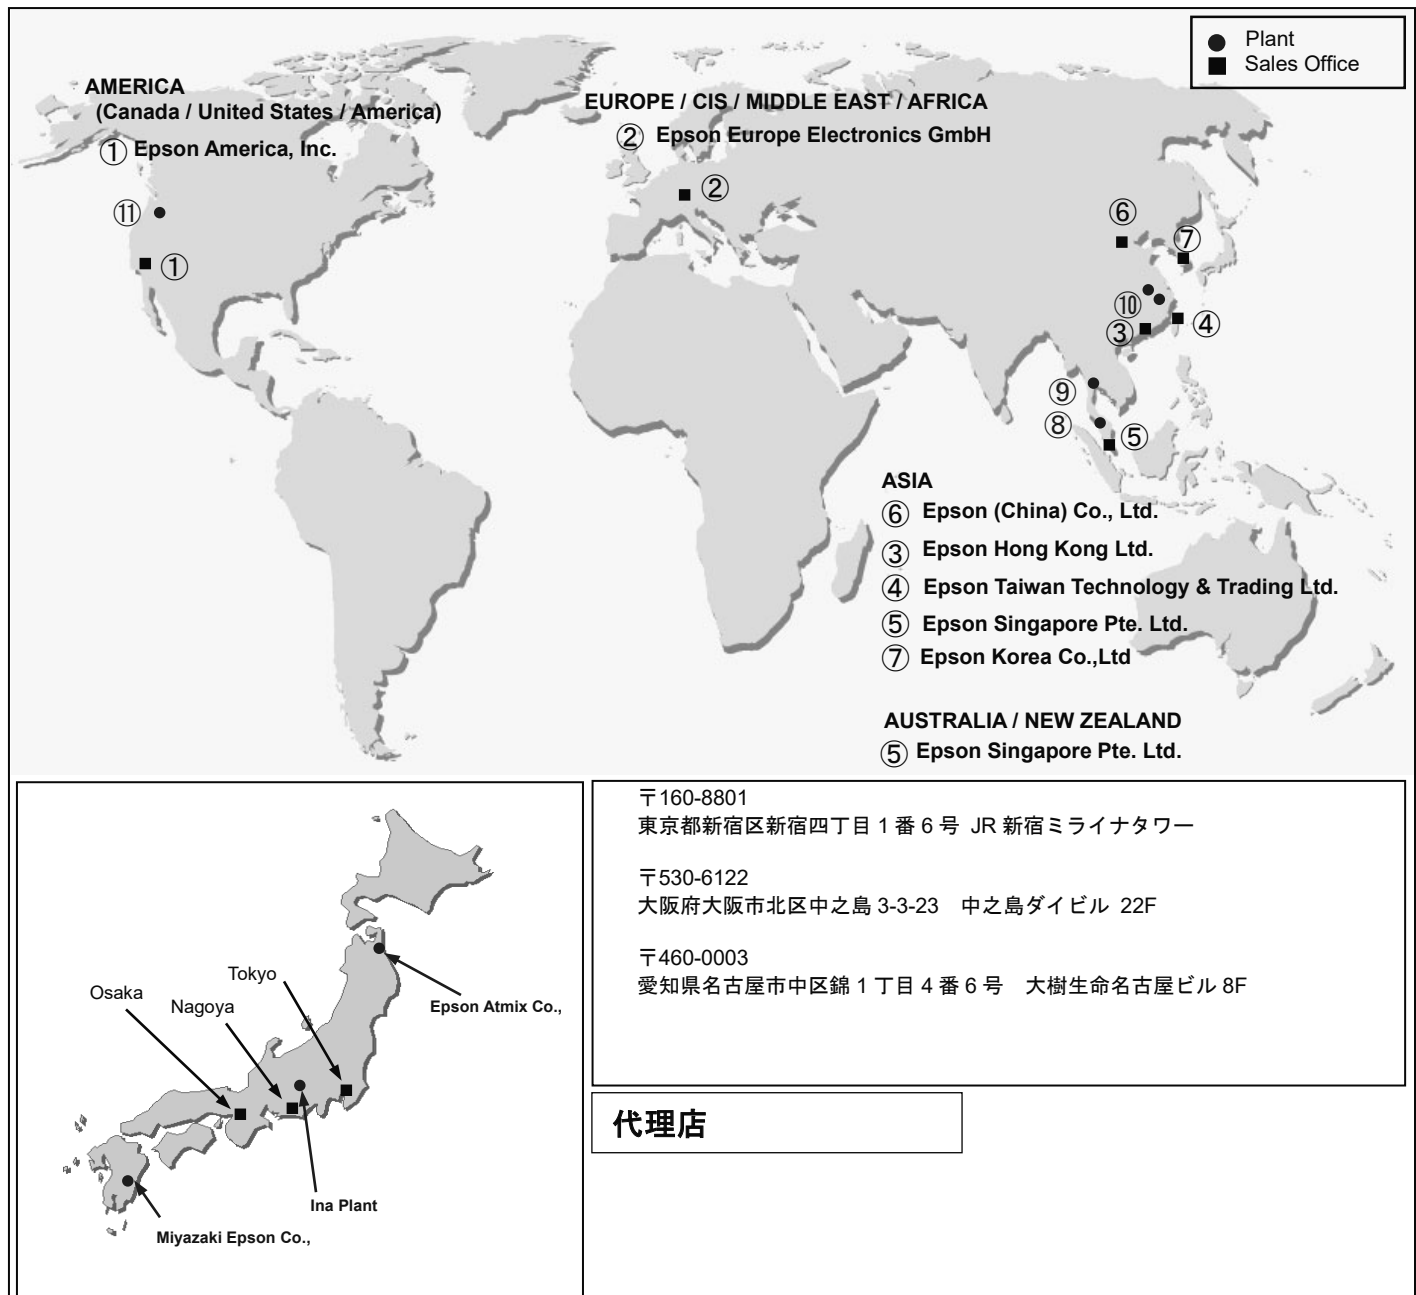 Plant
Sales Office
AMERICA
(Canada / United States / America)
① Epson America, Inc.
EUROPE / CIS / MIDDLE EAST / AFRICA
② Epson Europe Electronics GmbH
②
⑪
①
⑥
⑦
⑩
③
④
⑨
⑧
⑤
ASIA
⑥ Epson (China) Co., Ltd.
③ Epson Hong Kong Ltd.
④ Epson Taiwan Technology & Trading Ltd.
⑤ Epson Singapore Pte. Ltd.
⑦ Epson Korea Co.,Ltd
AUSTRALIA / NEW ZEALAND
⑤ Epson Singapore Pte. Ltd.
Tokyo
Osaka
Nagoya
Epson Atmix Co.,
Ina Plant
Miyazaki Epson Co.,
〒160-8801
東京都新宿区新宿四丁目 1 番 6 号 JR 新宿ミライナタワー
〒530-6122
大阪府大阪市北区中之島 3-3-23　中之島ダイビル 22F
〒460-0003
愛知県名古屋市中区錦 1 丁目 4 番 6 号　大樹生命名古屋ビル 8F
代理店